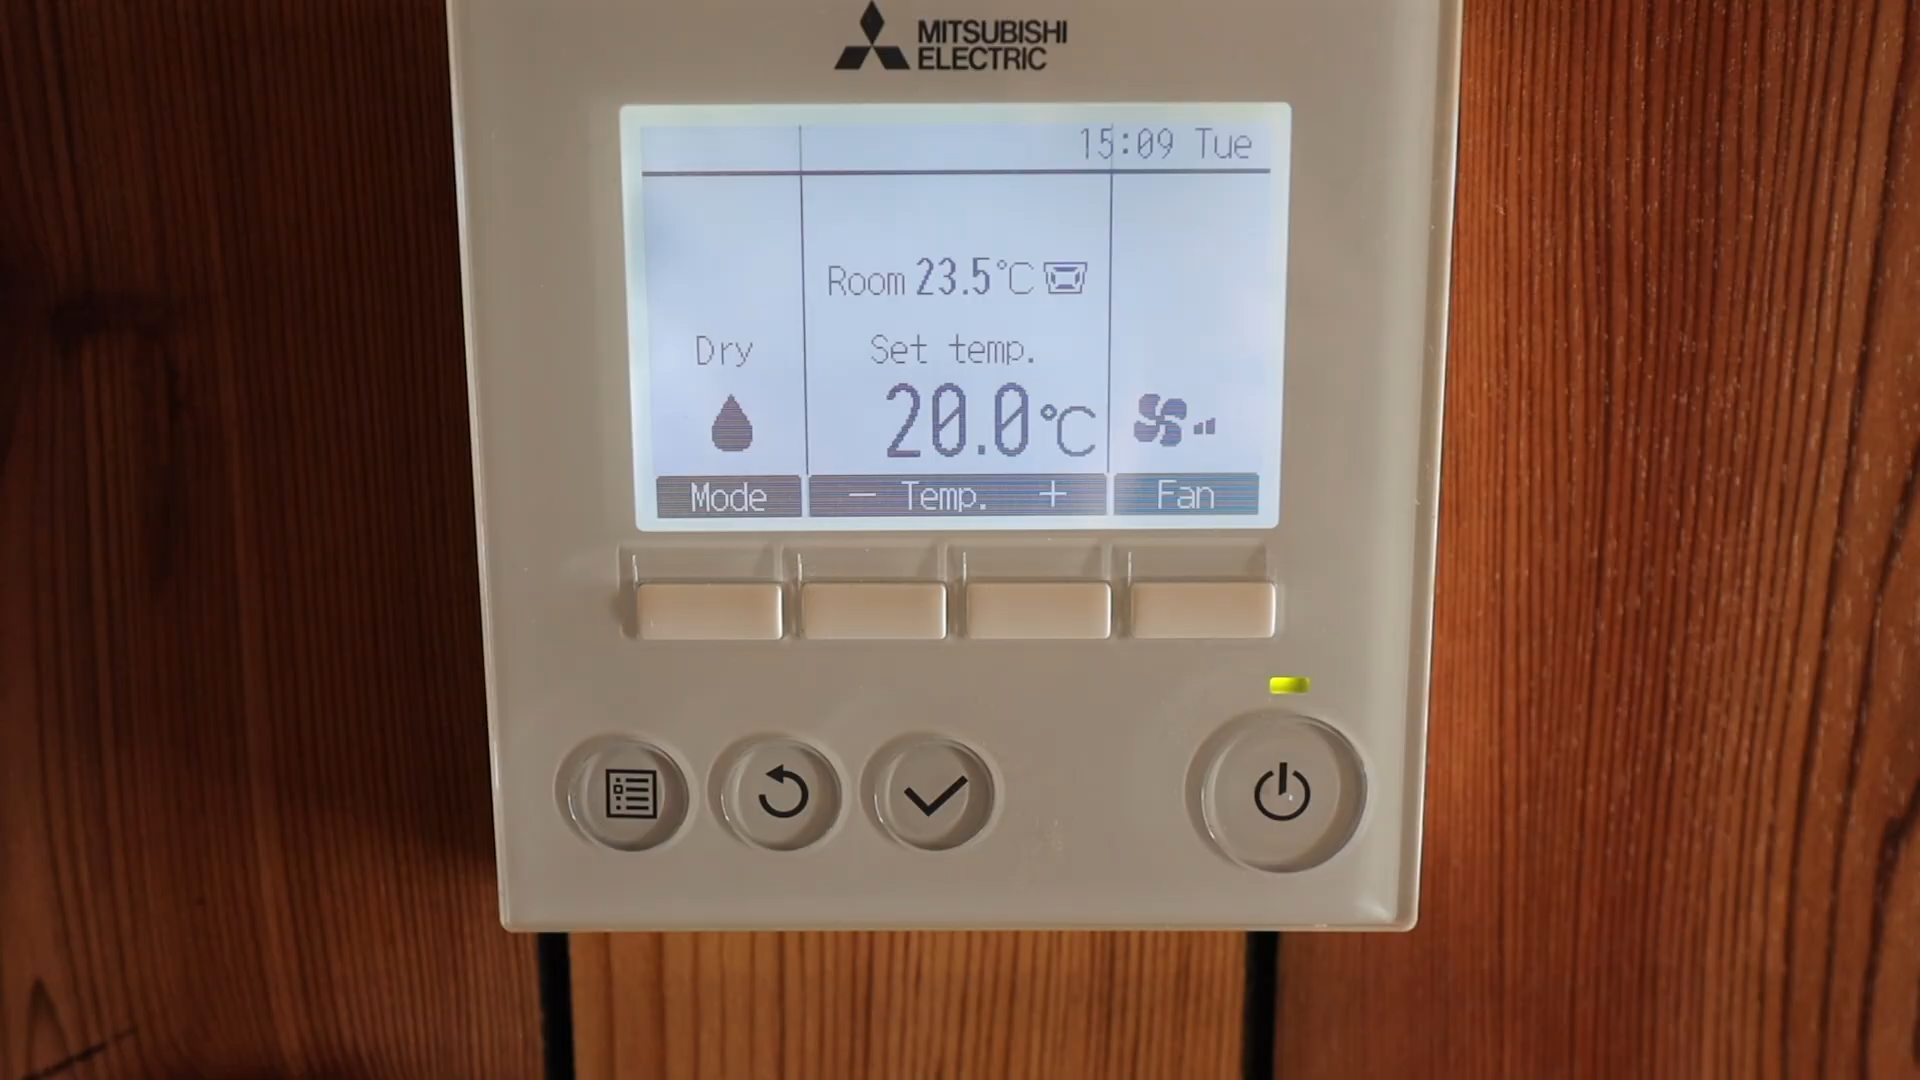 MITSUBISHI
ELECTRIC
15:09 Tue
Room 23.5°C
Dry
Set temp.
20.0°C
Mode
− Temp. +
Fan